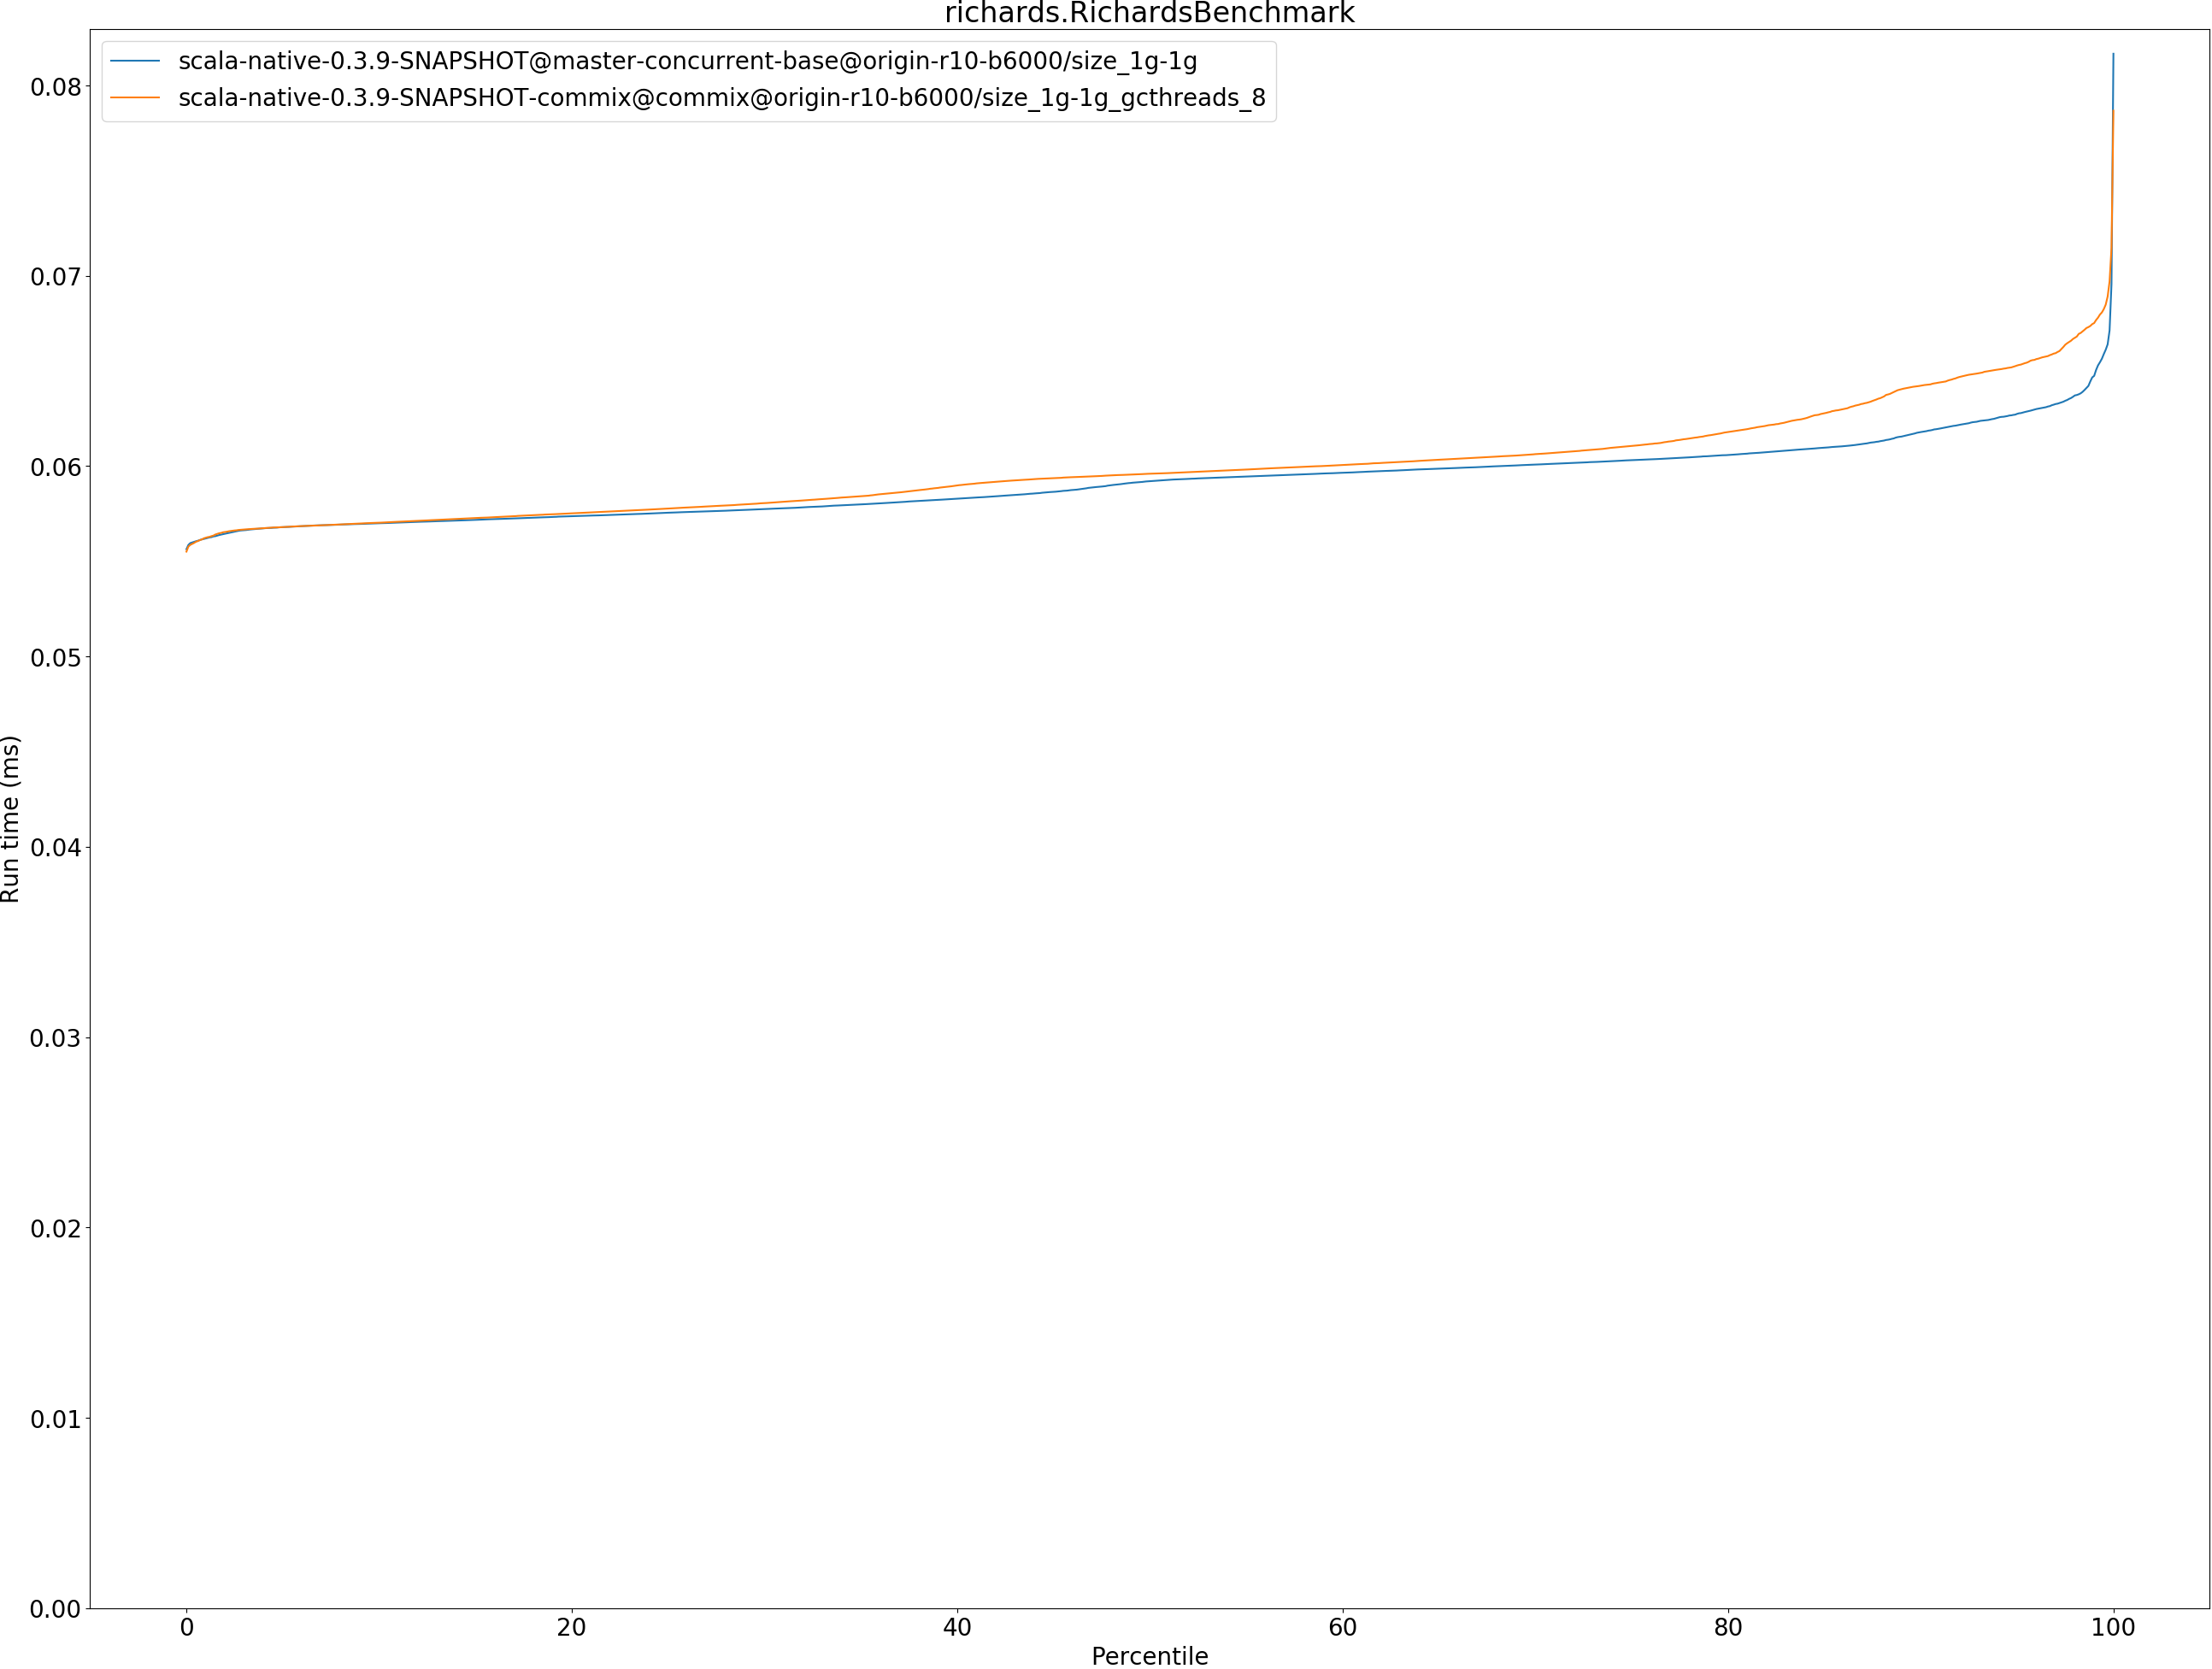 richards.RichardsBenchmark
scala-native-0.3.9-SNAPSHOT@master-concurrent-base@origin-r10-b6000/size_1g-1g
scala-native-0.3.9-SNAPSHOT-commix@commix@origin-r10-b6000/size_1g-1g_gcthreads_8
0.08
0.07
0.06
0.05
0.04
0.03
0.02
0.01
0.00
Run time (ms)
0 20 40 60 80 100
Percentile